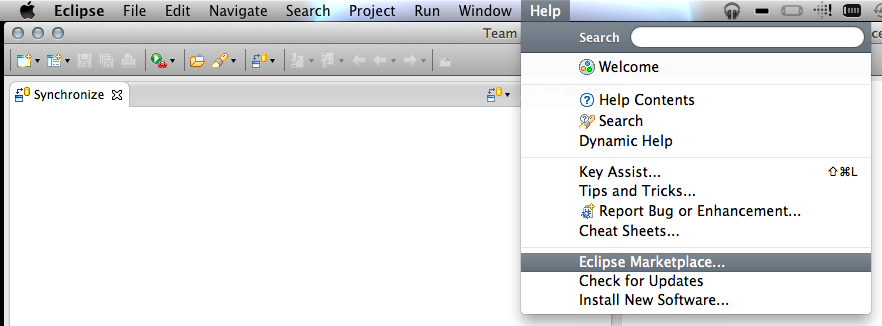 Eclipse File Edit Navigate Search Project Run Window Help
Team
Search
Synchronize
Welcome
Help Contents
Search
Dynamic Help
Key Assist... ⇧⌘L
Tips and Tricks...
Report Bug or Enhancement...
Cheat Sheets...
Eclipse Marketplace...
Check for Updates
Install New Software...